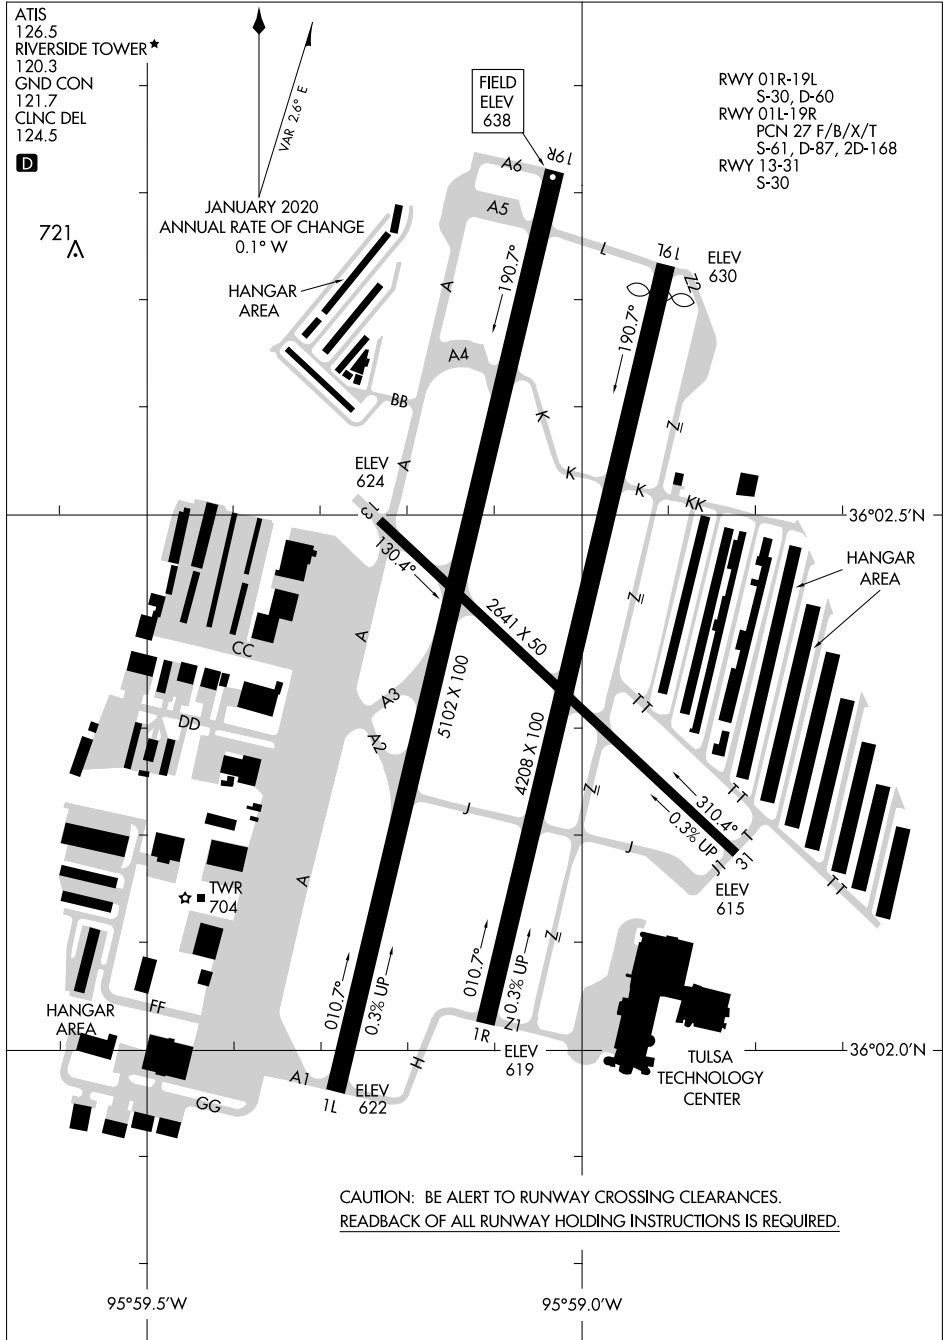 ATIS
126.5
RIVERSIDE TOWER★
120.3
GND CON
121.7
CLNC DEL
124.5
D
VAR 2.6° E
JANUARY 2020
ANNUAL RATE OF CHANGE
0.1° W
721
FIELD
ELEV
638
RWY 01R-19L
S-30, D-60
RWY 01L-19R
PCN 27 F/B/X/T
S-61, D-87, 2D-168
RWY 13-31
S-30
A6
19R
A5
L
19L
ELEV
630
Z2
190.7°
190.7°
A
HANGAR
AREA
A4
BB
K
Z
A
K
K
KK
ELEV
624
13
130.4°
36°02.5'N
HANGAR
AREA
2641 X 50
Z
A
CC
A3
5102 X 100
TT
DD
A2
4208 X 100
Z
J
310.4°
0.3% UP
TT
T
J
J1
31
ELEV
615
TT
A
TWR
704
Z
010.7°
0.3% UP
010.7°
0.3% UP
HANGAR
AREA
FF
1R
Z1
ELEV
619
H
36°02.0'N
TULSA
TECHNOLOGY
CENTER
A1
1L
ELEV
622
GG
CAUTION: BE ALERT TO RUNWAY CROSSING CLEARANCES.
READBACK OF ALL RUNWAY HOLDING INSTRUCTIONS IS REQUIRED.
95°59.5'W
95°59.0'W